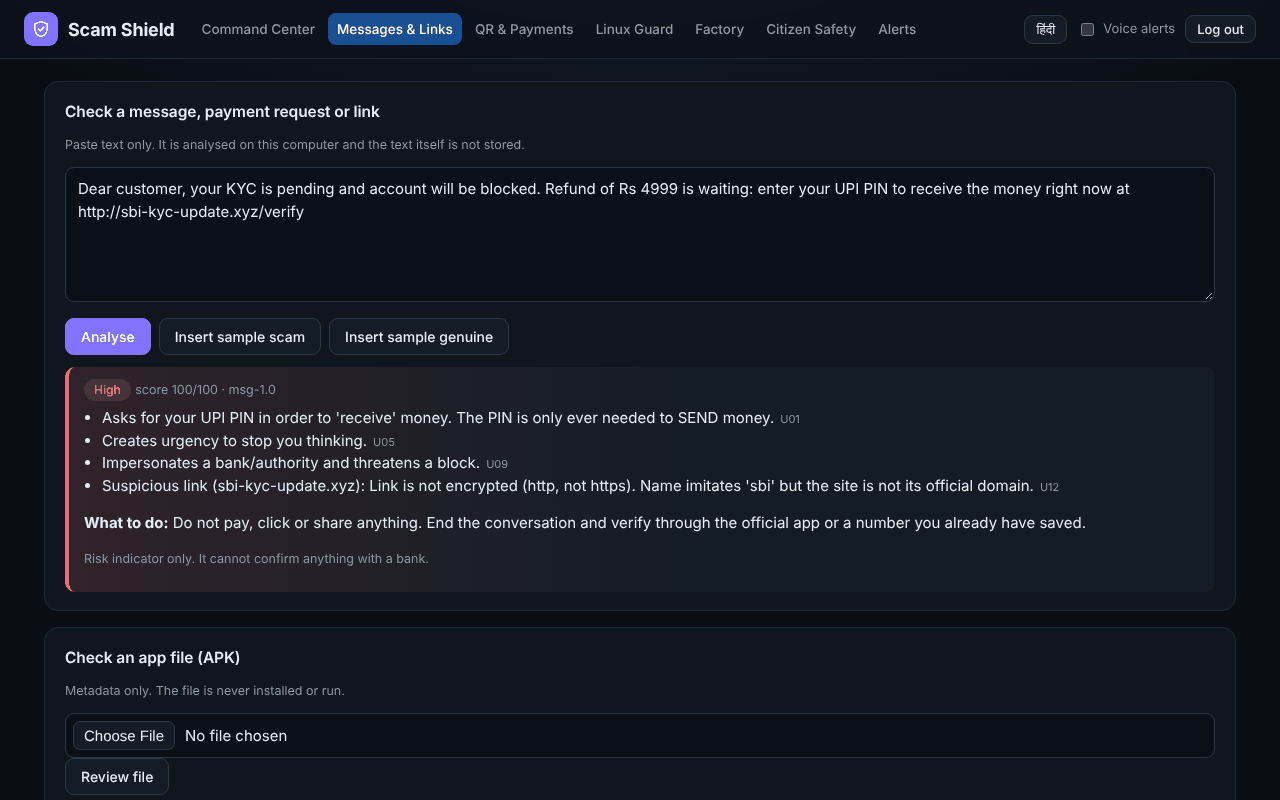 Scam Shield
Command Center
Messages & Links
QR & Payments
Linux Guard
Factory
Citizen Safety
Alerts
हिंदी
Voice alerts
Log out
Check a message, payment request or link
Paste text only. It is analysed on this computer and the text itself is not stored.
Dear customer, your KYC is pending and account will be blocked. Refund of Rs 4999 is waiting: enter your UPI PIN to receive the money right now at
http://sbi-kyc-update.xyz/verify
Analyse
Insert sample scam
Insert sample genuine
High score 100/100 · msg-1.0
• Asks for your UPI PIN in order to 'receive' money. The PIN is only ever needed to SEND money. U01
• Creates urgency to stop you thinking. U05
• Impersonates a bank/authority and threatens a block. U09
• Suspicious link (sbi-kyc-update.xyz): Link is not encrypted (http, not https). Name imitates 'sbi' but the site is not its official domain. U12
What to do: Do not pay, click or share anything. End the conversation and verify through the official app or a number you already have saved.
Risk indicator only. It cannot confirm anything with a bank.
Check an app file (APK)
Metadata only. The file is never installed or run.
Choose File No file chosen
Review file